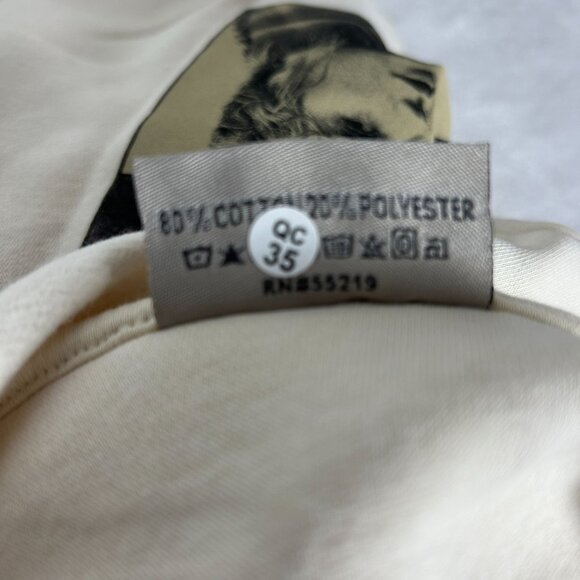 80% COTTON 20% POLYESTER
QC
35
RN#55219